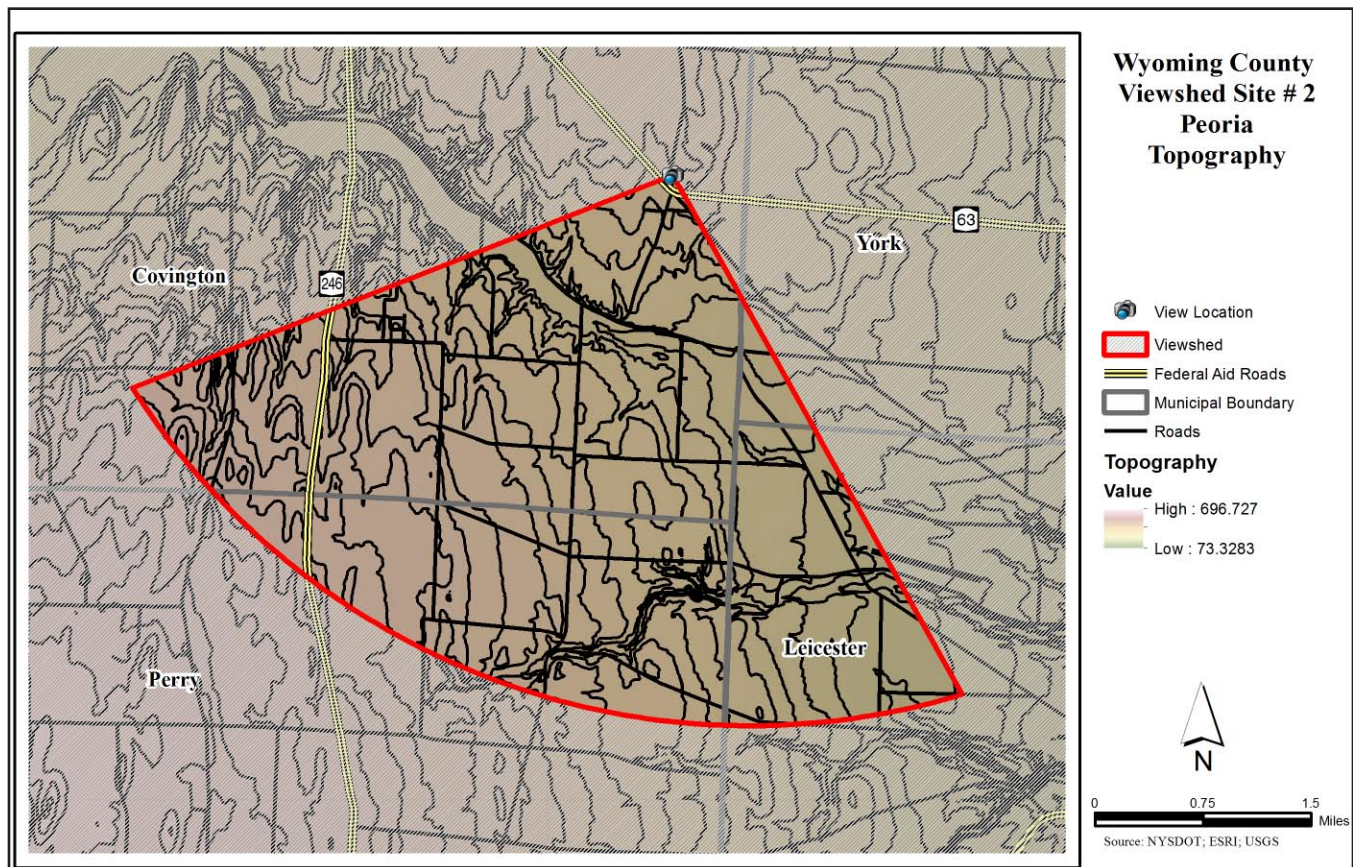 Wyoming County
Viewshed Site # 2
Peoria
Topography
63
York
Covington
246
Perry
Leicester
View Location
Viewshed
Federal Aid Roads
Municipal Boundary
Roads
Topography
Value
High : 696.727
Low : 73.3283
N
0 0.75 1.5
Miles
Source: NYSDOT; ESRI; USGS